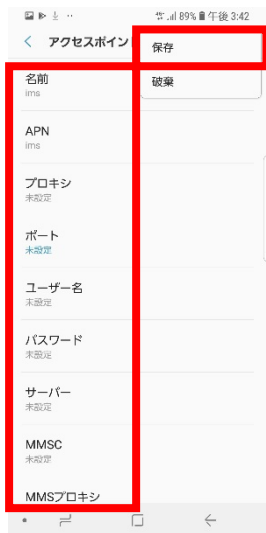 89% 午後 3:42
アクセスポイン
保存
破棄
名前
ims
APN
ims
プロキシ
未設定
ポート
未設定
ユーザー名
未設定
パスワード
未設定
サーバー
未設定
MMSC
未設定
MMSプロキシ